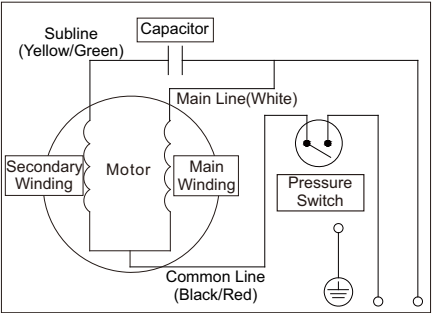 Subline
(Yellow/Green)
Capacitor
Main Line(White)
Secondary
Winding
Motor
Main
Winding
Pressure
Switch
Common Line
(Black/Red)